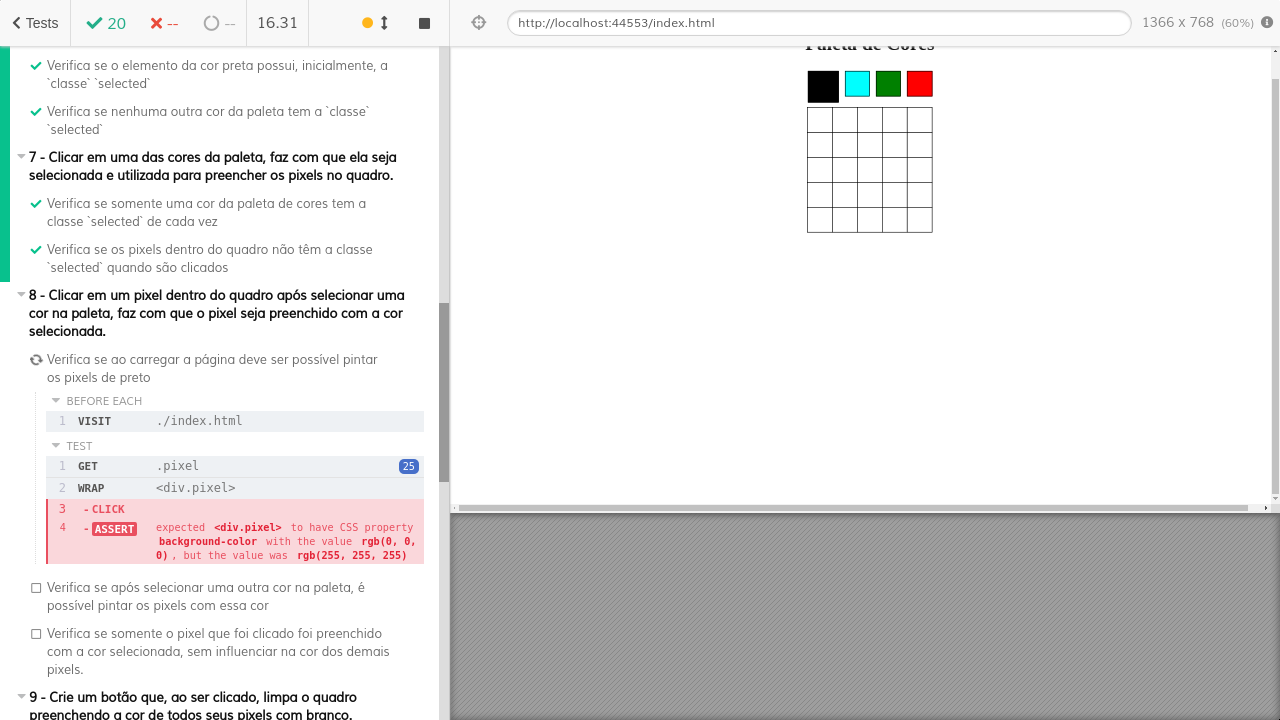 Tests 20 -- -- 16.31 http://localhost:44553/index.html 1366 x 768 (60%)
Verifica se o elemento da cor preta possui, inicialmente, a
`classe` `selected`
Verifica se nenhuma outra cor da paleta tem a `classe`
`selected`
7 - Clicar em uma das cores da paleta, faz com que ela seja
selecionada e utilizada para preencher os pixels no quadro.
Verifica se somente uma cor da paleta de cores tem a
classe `selected` de cada vez
Verifica se os pixels dentro do quadro não têm a classe
`selected` quando são clicados
8 - Clicar em um pixel dentro do quadro após selecionar uma
cor na paleta, faz com que o pixel seja preenchido com a cor
selecionada.
Verifica se ao carregar a página deve ser possível pintar
os pixels de preto
BEFORE EACH
1 VISIT ./index.html
TEST
1 GET .pixel 25
2 WRAP <div.pixel>
3 - CLICK
4 - ASSERT expected <div.pixel> to have CSS property
background-color with the value rgb(0, 0,
0) , but the value was rgb(255, 255, 255)
Verifica se após selecionar uma outra cor na paleta, é
possível pintar os pixels com essa cor
Verifica se somente o pixel que foi clicado foi preenchido
com a cor selecionada, sem influenciar na cor dos demais
pixels.
9 - Crie um botão que, ao ser clicado, limpa o quadro
preenchendo a cor de todos seus pixels com branco.
Paleta de Cores